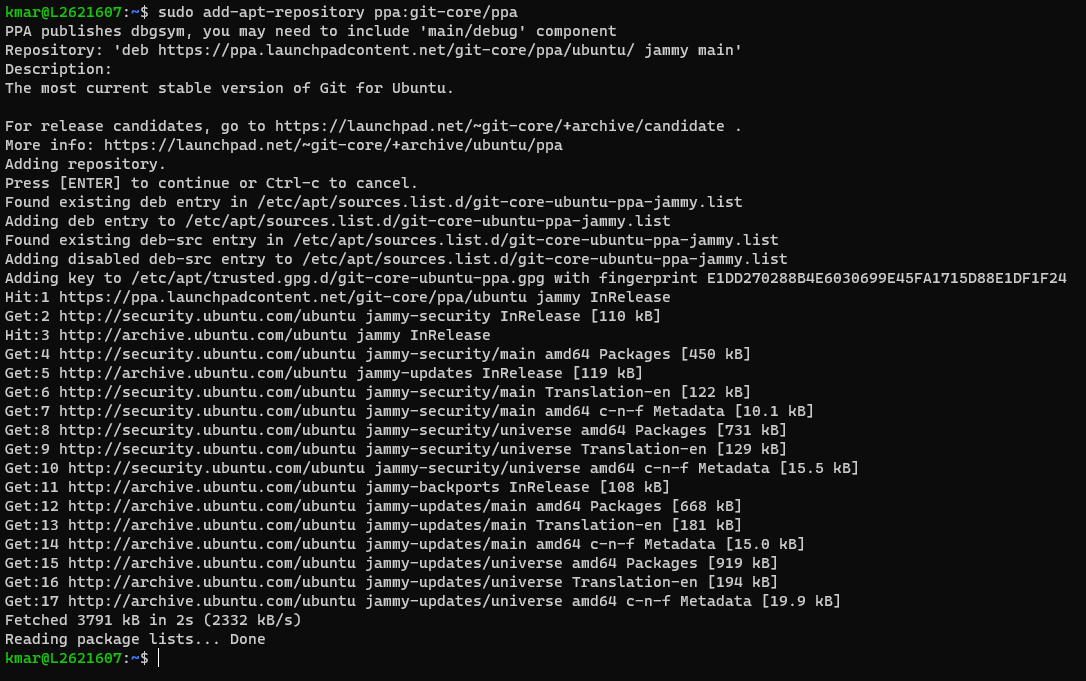 kmar@L2621607:~$ sudo add-apt-repository ppa:git-core/ppa
PPA publishes dbgsym, you may need to include 'main/debug' component
Repository: 'deb https://ppa.launchpadcontent.net/git-core/ppa/ubuntu/ jammy main'
Description:
The most current stable version of Git for Ubuntu.

For release candidates, go to https://launchpad.net/~git-core/+archive/candidate .
More info: https://launchpad.net/~git-core/+archive/ubuntu/ppa
Adding repository.
Press [ENTER] to continue or Ctrl-c to cancel.
Found existing deb entry in /etc/apt/sources.list.d/git-core-ubuntu-ppa-jammy.list
Adding deb entry to /etc/apt/sources.list.d/git-core-ubuntu-ppa-jammy.list
Found existing deb-src entry in /etc/apt/sources.list.d/git-core-ubuntu-ppa-jammy.list
Adding disabled deb-src entry to /etc/apt/sources.list.d/git-core-ubuntu-ppa-jammy.list
Adding key to /etc/apt/trusted.gpg.d/git-core-ubuntu-ppa.gpg with fingerprint E1DD270288B4E6030699E45FA1715D88E1DF1F24
Hit:1 https://ppa.launchpadcontent.net/git-core/ppa/ubuntu jammy InRelease
Get:2 http://security.ubuntu.com/ubuntu jammy-security InRelease [110 kB]
Hit:3 http://archive.ubuntu.com/ubuntu jammy InRelease
Get:4 http://security.ubuntu.com/ubuntu jammy-security/main amd64 Packages [450 kB]
Get:5 http://archive.ubuntu.com/ubuntu jammy-updates InRelease [119 kB]
Get:6 http://security.ubuntu.com/ubuntu jammy-security/main Translation-en [122 kB]
Get:7 http://security.ubuntu.com/ubuntu jammy-security/main amd64 c-n-f Metadata [10.1 kB]
Get:8 http://security.ubuntu.com/ubuntu jammy-security/universe amd64 Packages [731 kB]
Get:9 http://security.ubuntu.com/ubuntu jammy-security/universe Translation-en [129 kB]
Get:10 http://security.ubuntu.com/ubuntu jammy-security/universe amd64 c-n-f Metadata [15.5 kB]
Get:11 http://archive.ubuntu.com/ubuntu jammy-backports InRelease [108 kB]
Get:12 http://archive.ubuntu.com/ubuntu jammy-updates/main amd64 Packages [668 kB]
Get:13 http://archive.ubuntu.com/ubuntu jammy-updates/main Translation-en [181 kB]
Get:14 http://archive.ubuntu.com/ubuntu jammy-updates/main amd64 c-n-f Metadata [15.0 kB]
Get:15 http://archive.ubuntu.com/ubuntu jammy-updates/universe amd64 Packages [919 kB]
Get:16 http://archive.ubuntu.com/ubuntu jammy-updates/universe Translation-en [194 kB]
Get:17 http://archive.ubuntu.com/ubuntu jammy-updates/universe amd64 c-n-f Metadata [19.9 kB]
Fetched 3791 kB in 2s (2332 kB/s)
Reading package lists... Done
kmar@L2621607:~$